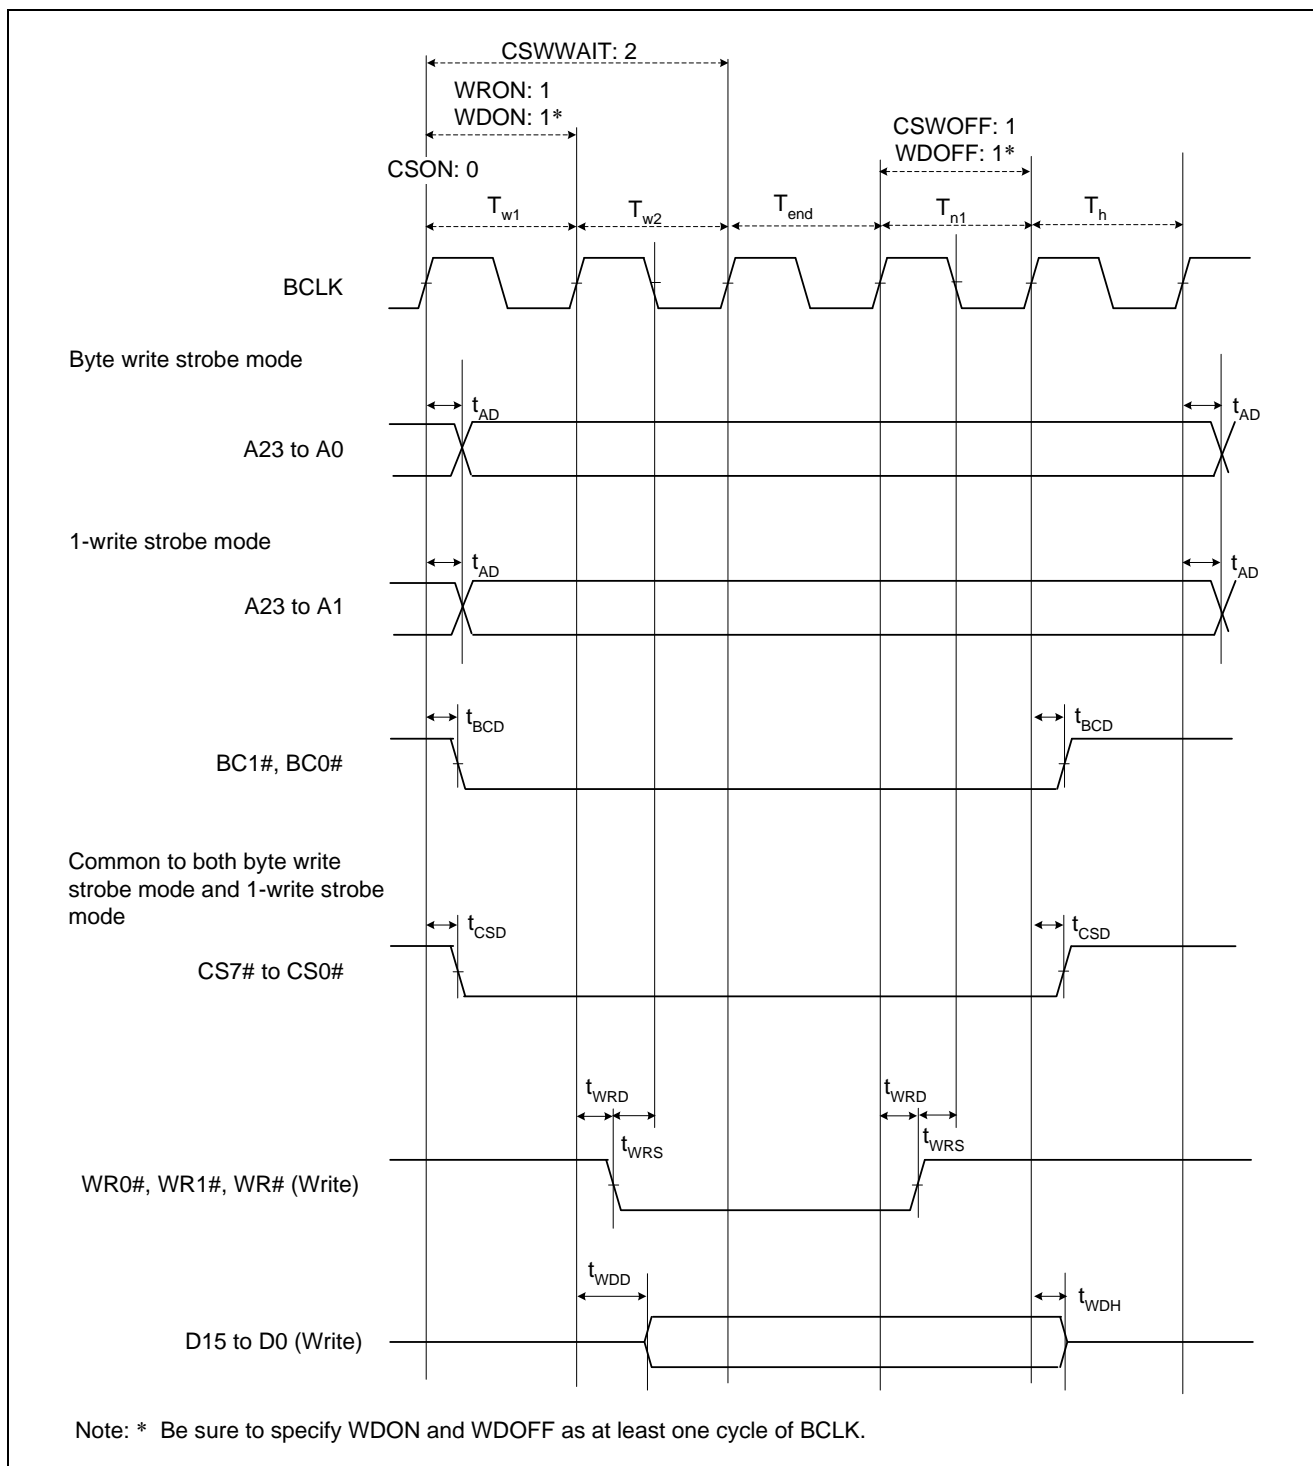 CSWWAIT: 2
WRON: 1
WDON: 1*
CSWOFF: 1
WDOFF: 1*
CSON: 0
Tw1
Tw2
Tend
Tn1
Th
BCLK
Byte write strobe mode
tAD
tAD
A23 to A0
1-write strobe mode
tAD
tAD
A23 to A1
tBCD
tBCD
BC1#, BC0#
Common to both byte write
strobe mode and 1-write strobe
mode
tCSD
tCSD
CS7# to CS0#
tWRD
tWRD
tWRS
tWRS
WR0#, WR1#, WR# (Write)
tWDD
tWDH
D15 to D0 (Write)
Note: * Be sure to specify WDON and WDOFF as at least one cycle of BCLK.